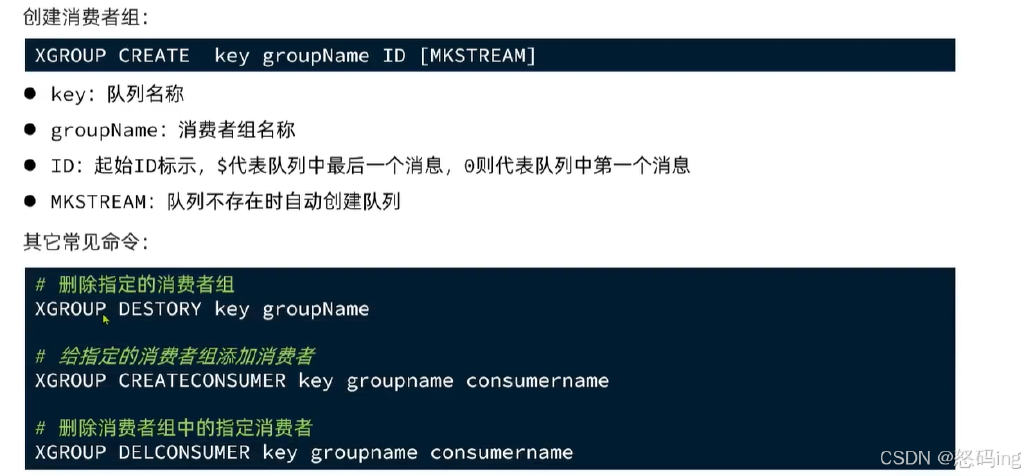 创建消费者组：
XGROUP CREATE  key groupName ID [MKSTREAM]
● key：队列名称
● groupName：消费者组名称
● ID：起始ID标示，$代表队列中最后一个消息，0则代表队列中第一个消息
● MKSTREAM：队列不存在时自动创建队列
其它常见命令：
# 删除指定的消费者组
XGROUP DESTORY key groupName
# 给指定的消费者组添加消费者
XGROUP CREATECONSUMER key groupname consumername
# 删除消费者组中的指定消费者
XGROUP DELCONSUMER key groupname consumername
CSDN @怒码ing